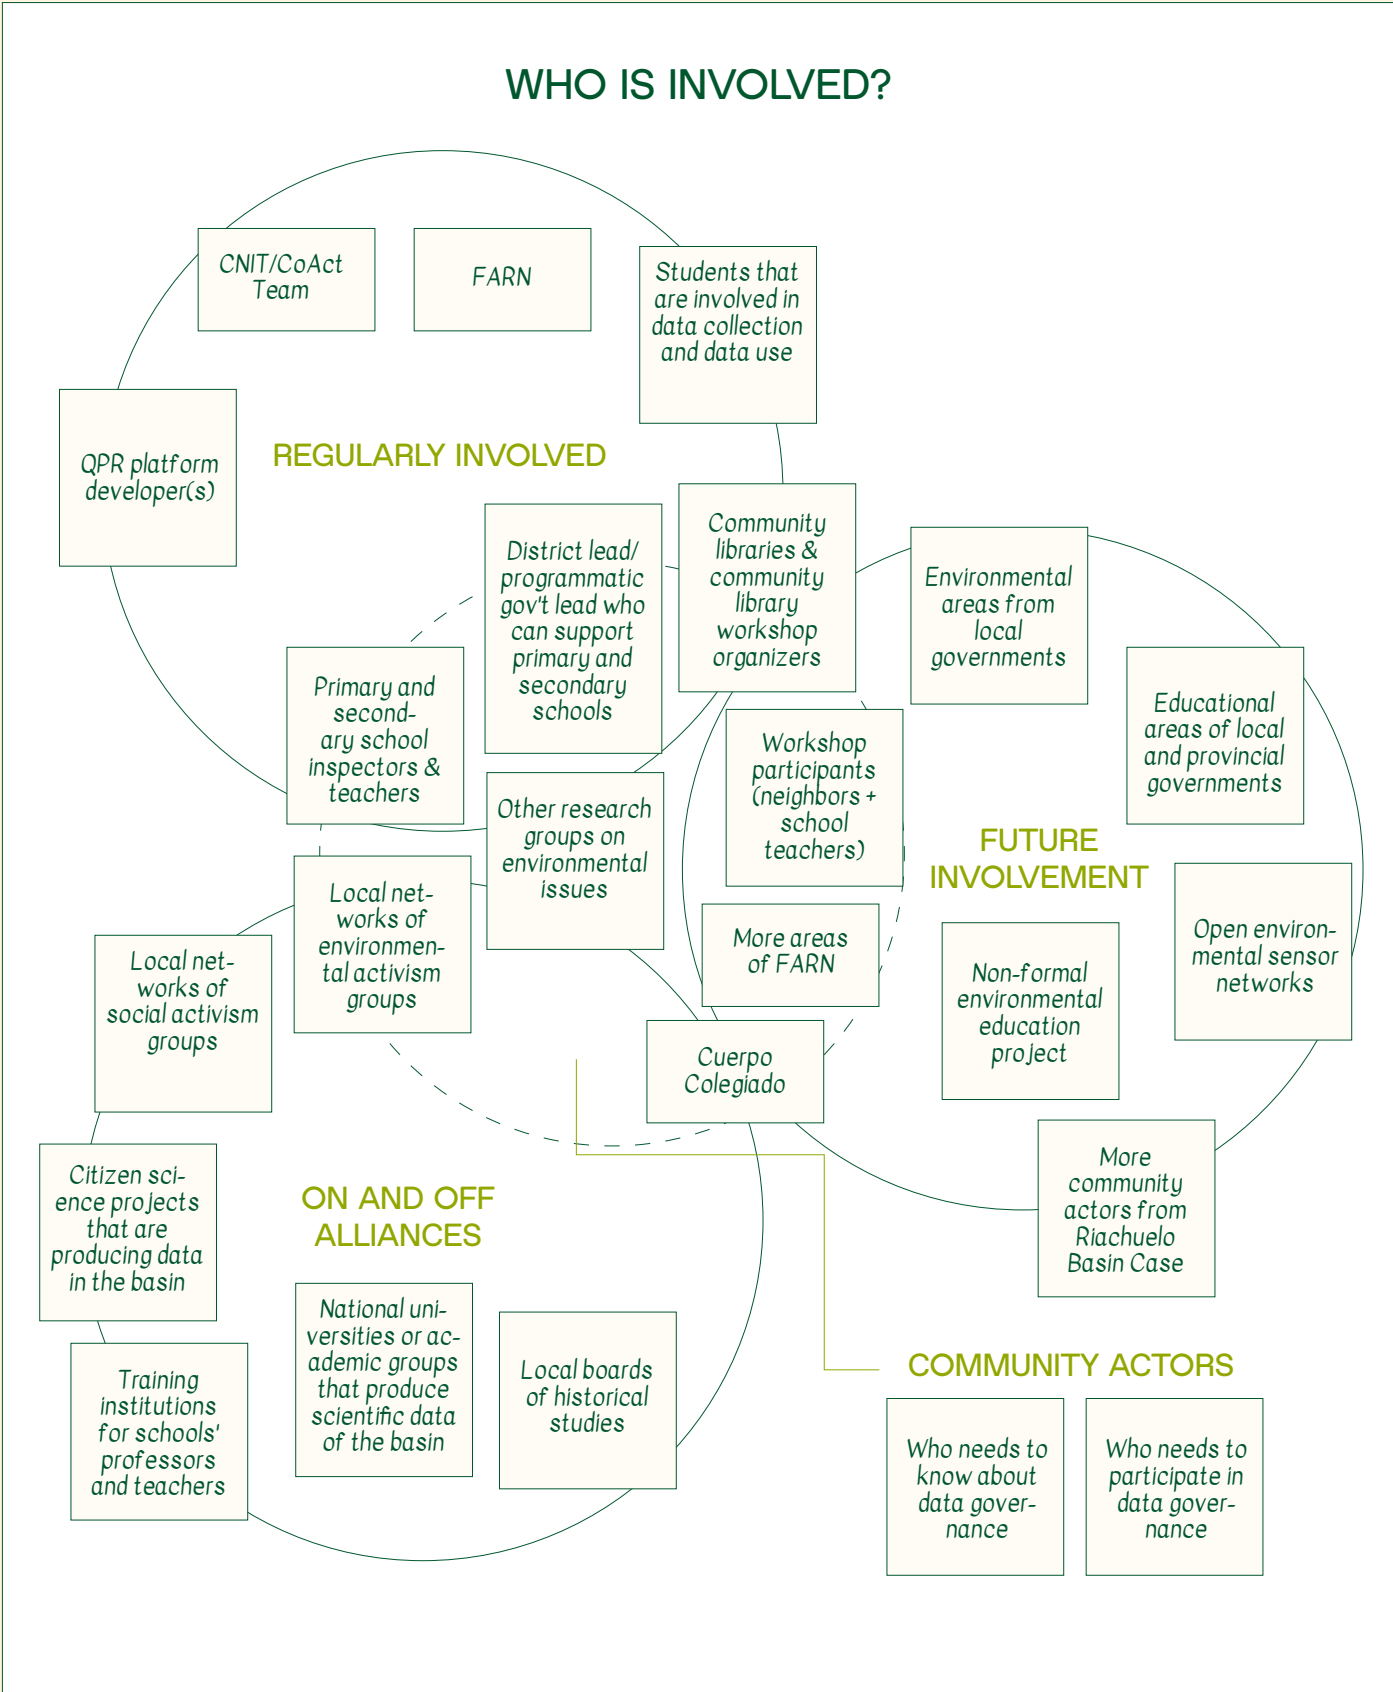 WHO IS INVOLVED?
CNIT/CoAct
Team
FARN
Students that
are involved in
data collection
and data use
QPR platform
developer(s)
REGULARLY INVOLVED
District lead/
programmatic
gov't lead who
can support
primary and
secondary
schools
Community
libraries &
community
library
workshop
organizers
Environmental
areas from
local
governments
Primary and
second-
ary school
inspectors &
teachers
Educational
areas of local
and provincial
governments
Workshop
participants
(neighbors +
school
teachers)
Other research
groups on
environmental
issues
FUTURE
INVOLVEMENT
Local net-
works of
environmen-
tal activism
groups
More areas
of FARN
Open environ-
mental sensor
networks
Non-formal
environmental
education
project
Local net-
works of
social activism
groups
Cuerpo
Colegiado
More
community
actors from
Riachuelo
Basin Case
Citizen sci-
ence projects
that are
producing data
in the basin
ON AND OFF
ALLIANCES
National uni-
versities or ac-
ademic groups
that produce
scientific data
of the basin
Local boards
of historical
studies
Training
institutions
for schools'
professors
and teachers
COMMUNITY ACTORS
Who needs to
know about
data gover-
nance
Who needs to
participate in
data gover-
nance